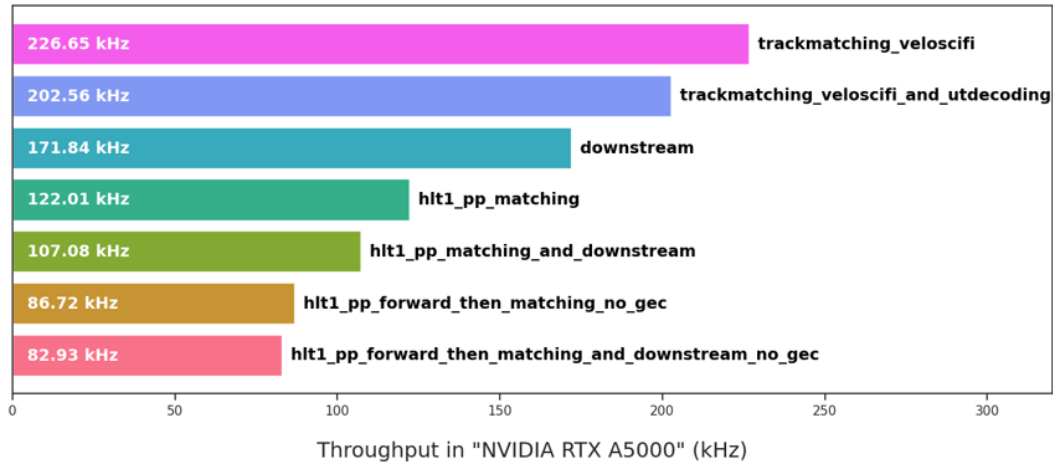 226.65 kHz trackmatching_veloscifi
202.56 kHz trackmatching_veloscifi_and_utdecoding
171.84 kHz downstream
122.01 kHz hlt1_pp_matching
107.08 kHz hlt1_pp_matching_and_downstream
86.72 kHz hlt1_pp_forward_then_matching_no_gec
82.93 kHz hlt1_pp_forward_then_matching_and_downstream_no_gec
0 50 100 150 200 250 300
Throughput in "NVIDIA RTX A5000" (kHz)